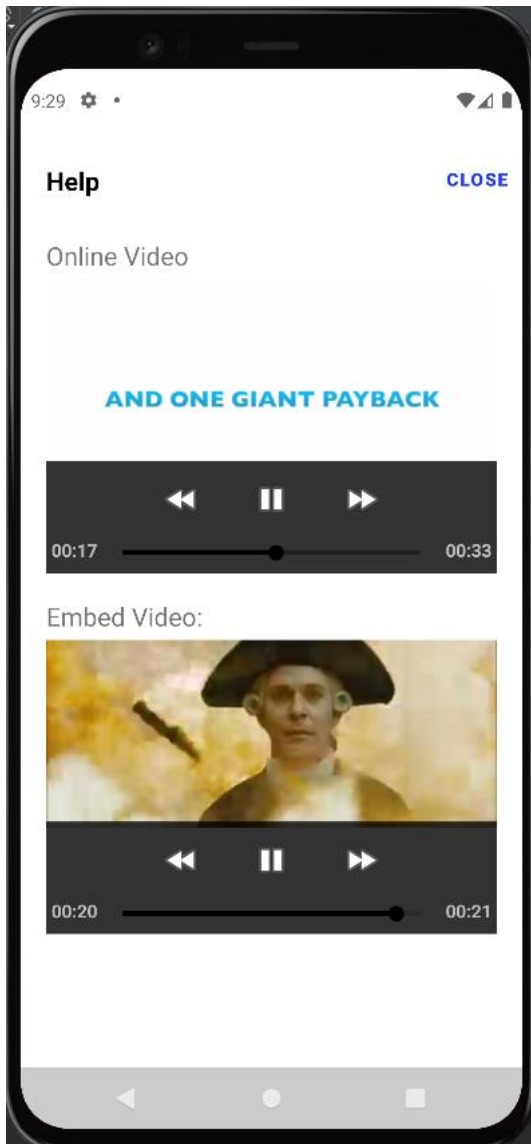 9:29
Help CLOSE
Online Video
AND ONE GIANT PAYBACK
00:17 00:33
Embed Video:
00:20 00:21